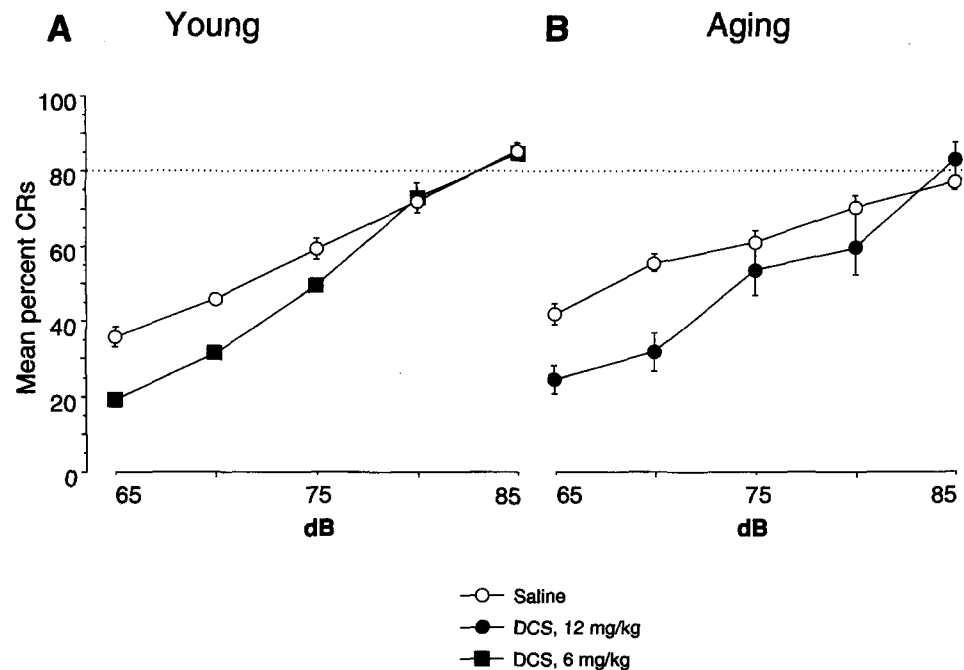 A Young
B Aging
Mean percent CRs
100
80
60
40
20
0
65 75 85
dB
65 75 85
dB
Saline
DCS, 12 mg/kg
DCS, 6 mg/kg